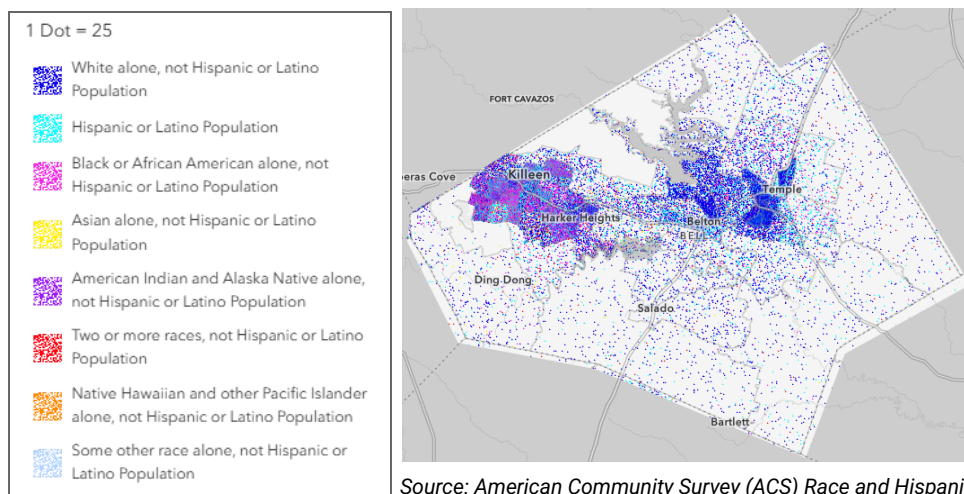 1 Dot = 25
White alone, not Hispanic or Latino
Population
Hispanic or Latino Population
Black or African American alone, not
Hispanic or Latino Population
Asian alone, not Hispanic or Latino
Population
American Indian and Alaska Native alone,
not Hispanic or Latino Population
Two or more races, not Hispanic or Latino
Population
Native Hawaiian and other Pacific Islander
alone, not Hispanic or Latino Population
Some other race alone, not Hispanic or
Latino Population
FORT CAVAZOS
peras Cove
Killeen
Temple
Harker Heights
Belton
BELL
Ding Dong
Salado
Bartlett
Source: American Community Survey (ACS) Race and Hispani